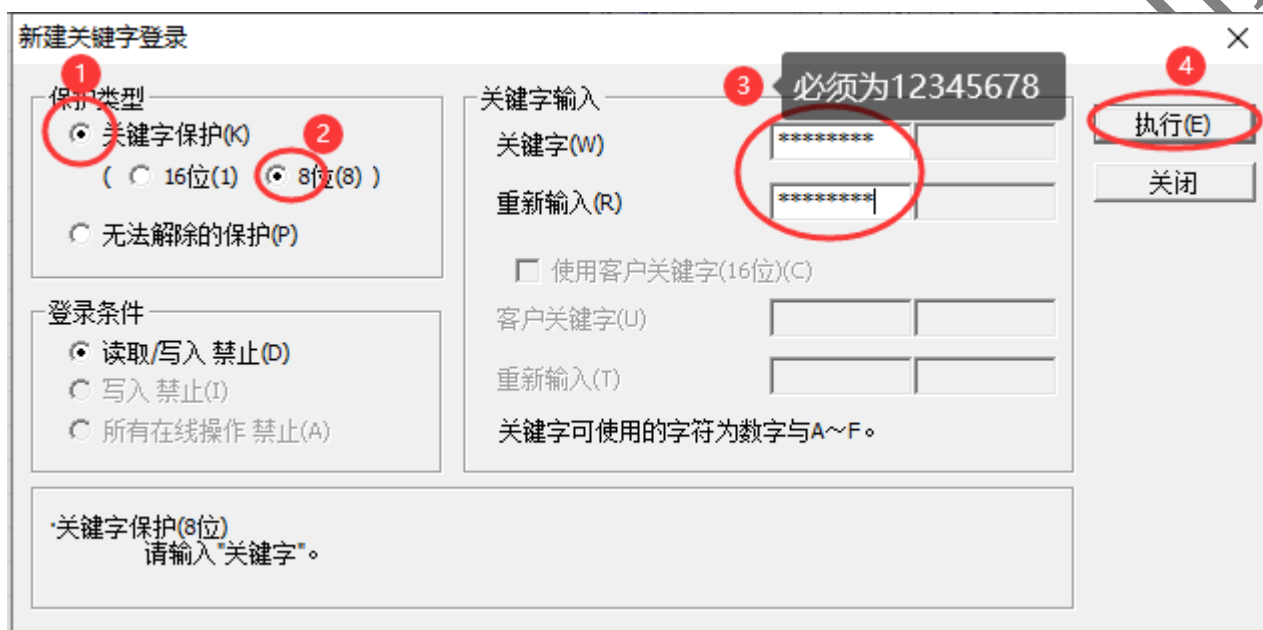 新建关键字登录
1
保护类型
关键字保护(K)
2
( 16位(1) 8位(8) )
无法解除的保护(P)
登录条件
读取/写入 禁止(D)
写入 禁止(I)
所有在线操作 禁止(A)
3 必须为12345678
关键字输入
关键字(W) ********
重新输入(R) ********
使用客户关键字(16位)(C)
客户关键字(U)
重新输入(T)
关键字可使用的字符为数字与A～F。
4
执行(E)
关闭
·关键字保护(8位)
请输入"关键字"。